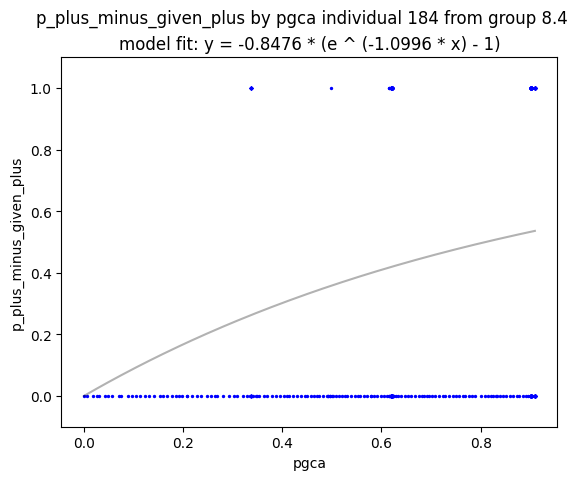 p_plus_minus_given_plus by pgca individual 184 from group 8.4
model fit: y = -0.8476 * (e ^ (-1.0996 * x) - 1)
1.0
0.8
0.6
0.4
0.2
0.0
p_plus_minus_given_plus
0.0 0.2 0.4 0.6 0.8
pgca